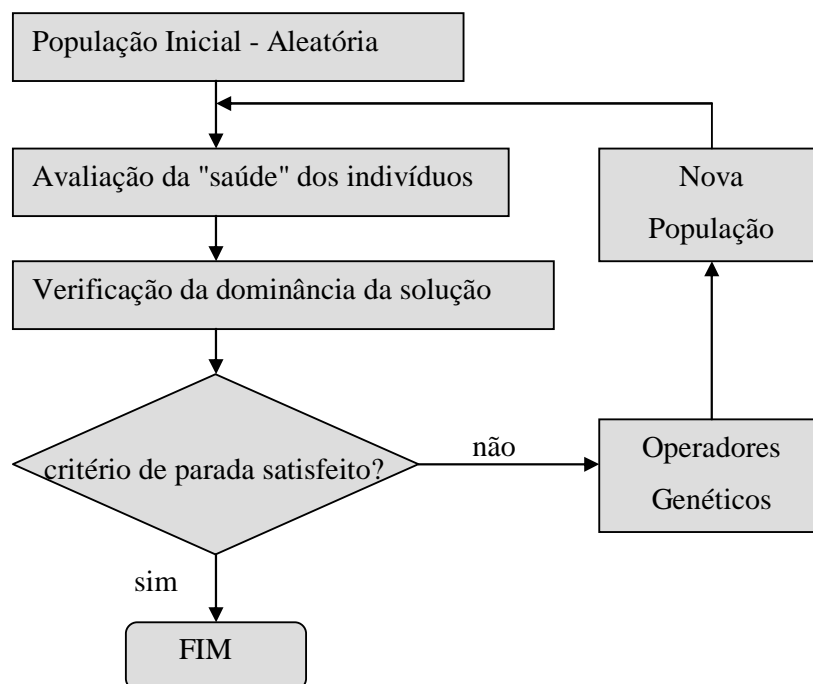 População Inicial - Aleatória
Avaliação da "saúde" dos indivíduos
Verificação da dominância da solução
critério de parada satisfeito?
não
Operadores
Genéticos
Nova
População
sim
FIM